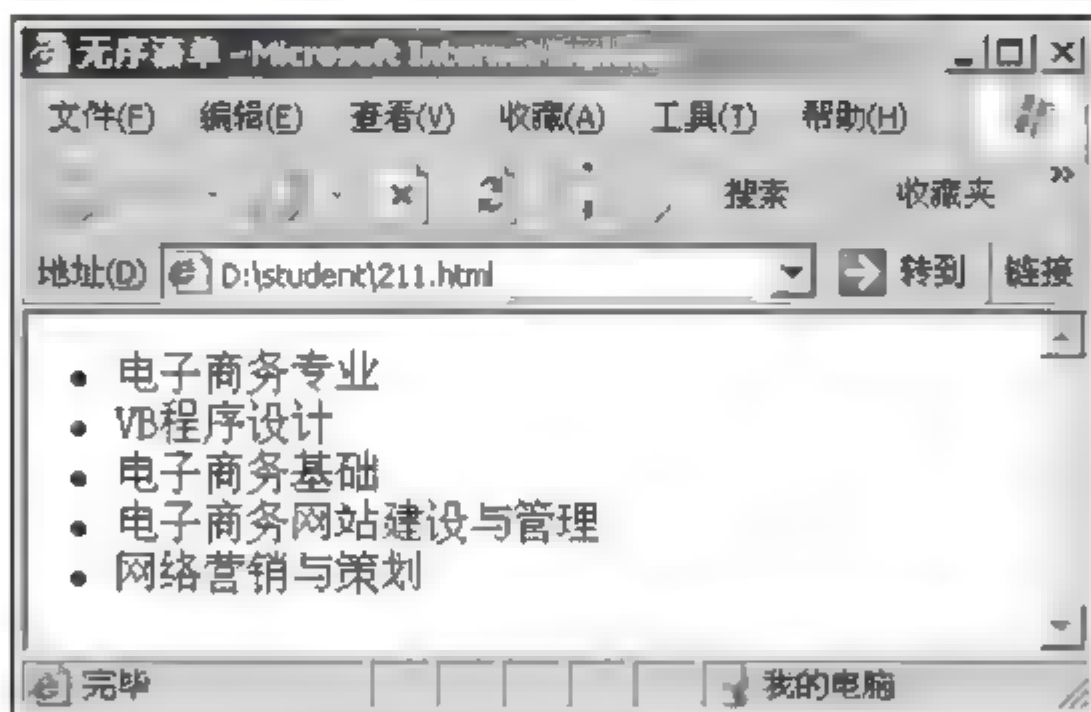 无序清单 - Microsoft Internet
文件(F) 编辑(E) 查看(V) 收藏(A) 工具(T) 帮助(H)
搜索 收藏夹 »
地址(D) D:\student\211.html 转到 链接
• 电子商务专业
• VB程序设计
• 电子商务基础
• 电子商务网站建设与管理
• 网络营销与策划
完毕 我的电脑